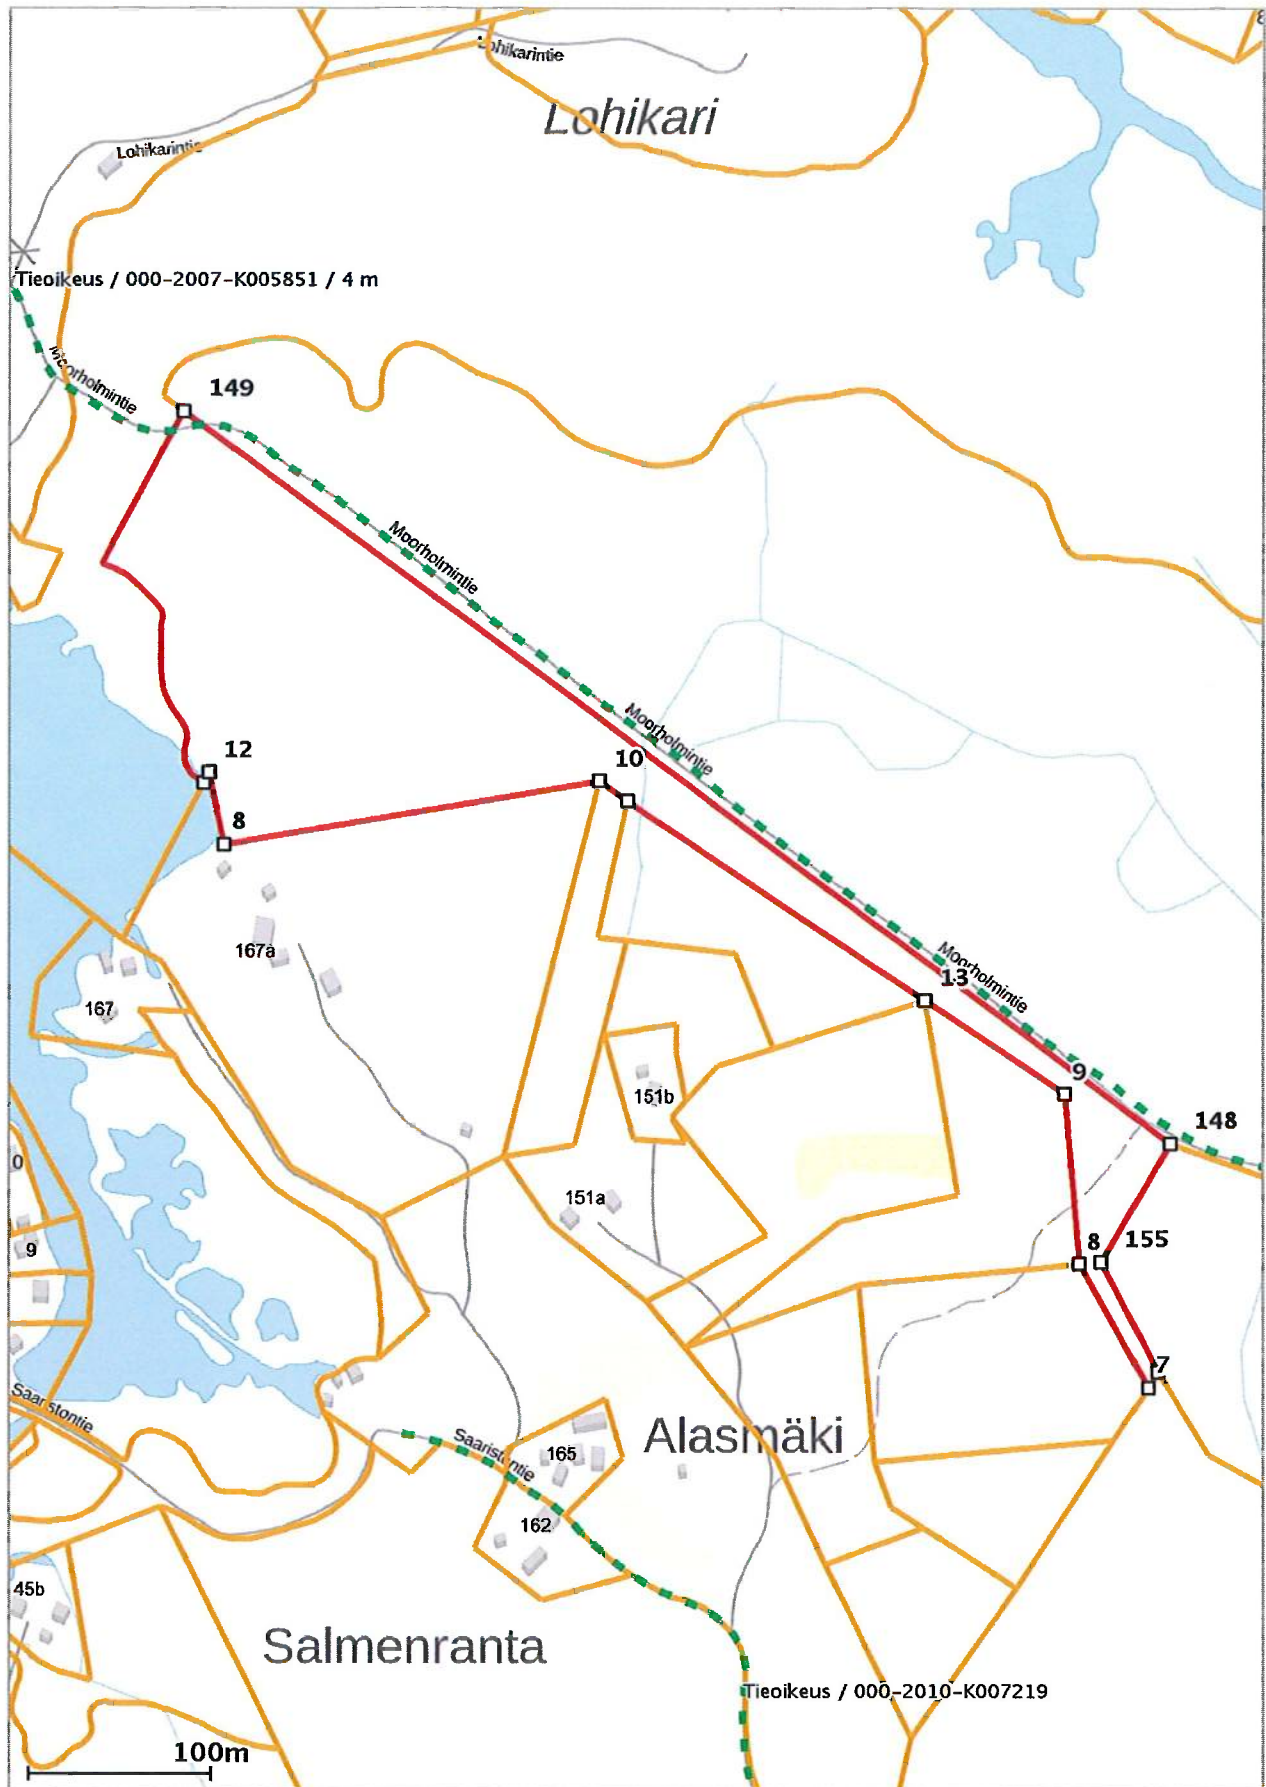 Lohikarintie
Lohikari
Lohikarintie
Tieoikeus / 000-2007-K005851 / 4 m
Moorholmintie
149
Moorholmintie
Moorholmintie
12
10
8
167a
Moorholmintie
13
167
9
151b
148
0
151a
9
8
155
7
Saaristontie
Saaristontie
Alasmäki
165
162
45b
Salmenranta
Tieoikeus / 000-2010-K007219
100m